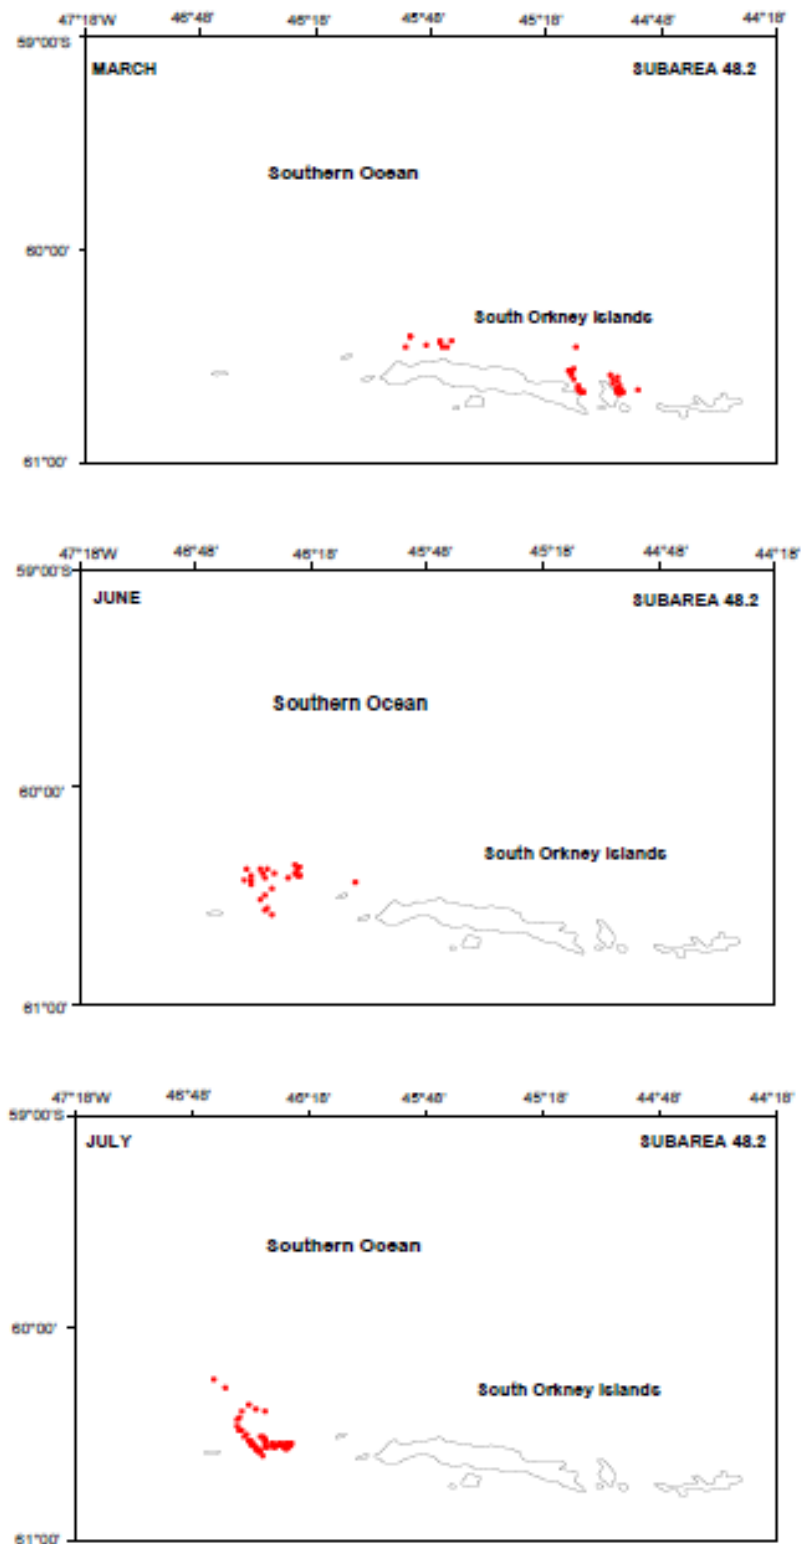 47°18'W 46°48' 46°18' 45°48' 45°18' 44°48' 44°18'
59°00'S
MARCH SUBAREA 48.2
Southern Ocean
60°00'
South Orkney Islands
61°00'
47°18'W 46°48' 46°18' 45°48' 45°18' 44°48' 44°18'
59°00'S
JUNE SUBAREA 48.2
Southern Ocean
60°00'
South Orkney Islands
61°00'
47°18'W 46°48' 46°18' 45°48' 45°18' 44°48' 44°18'
59°00'S
JULY SUBAREA 48.2
Southern Ocean
60°00'
South Orkney Islands
61°00'